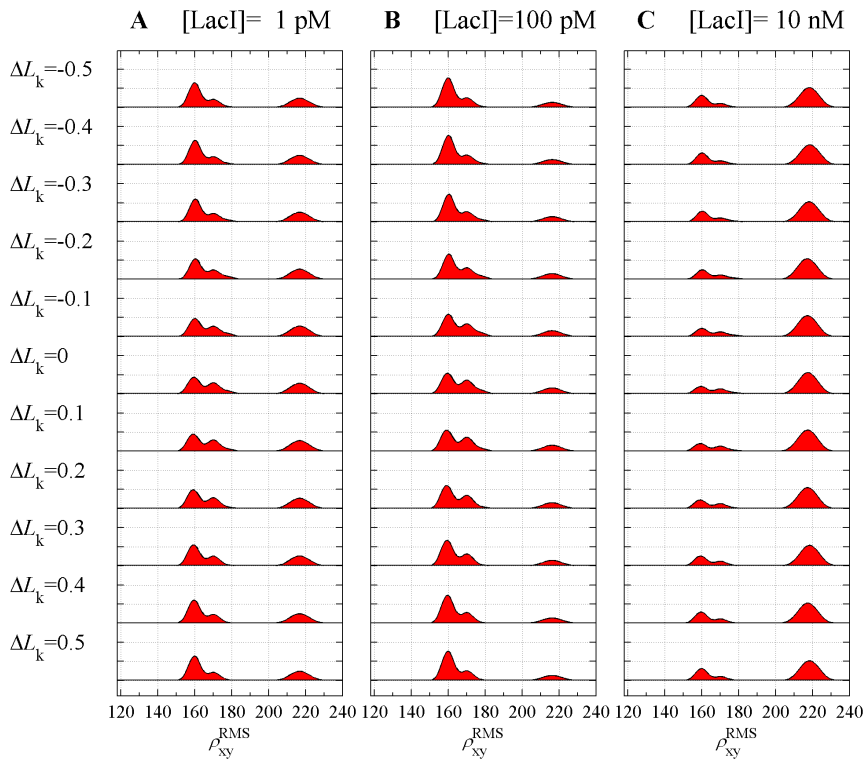 A [LacI]= 1 pM B [LacI]=100 pM C [LacI]= 10 nM
ΔLk=-0.5
ΔLk=-0.4
ΔLk=-0.3
ΔLk=-0.2
ΔLk=-0.1
ΔLk=0
ΔLk=0.1
ΔLk=0.2
ΔLk=0.3
ΔLk=0.4
ΔLk=0.5
120 140 160 180 200 220 240 120 140 160 180 200 220 240 120 140 160 180 200 220 240
ρxyRMS ρxyRMS ρxyRMS